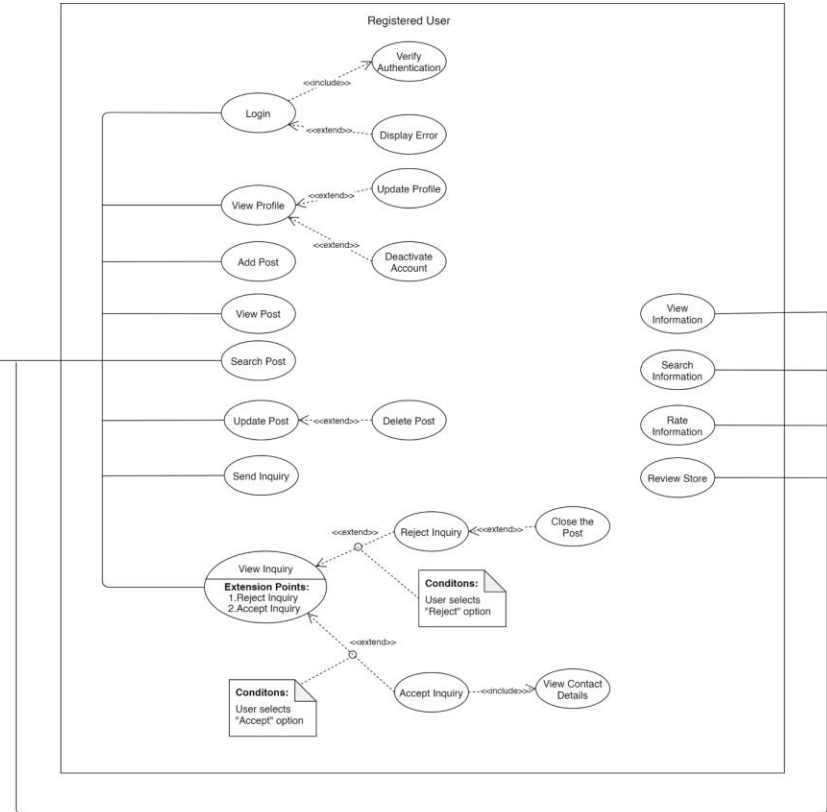 Registered User
Verify
Authentication
<<include>>
Login
<<extend>>
Display Error
Update Profile
<<extend>>
View Profile
<<extend>>
Deactivate
Account
Add Post
View Post
View
Information
Search Post
Search
Information
Update Post
<<extend>>
Delete Post
Rate
Information
Send Inquiry
Review Store
<<extend>>
Reject Inquiry
<<extend>>
Close the
Post
View Inquiry
Extension Points:
1.Reject Inquiry
2.Accept Inquiry
Conditons:
User selects
"Reject" option
<<extend>>
Conditons:
User selects
"Accept" option
Accept Inquiry
<<include>>
View Contact
Details